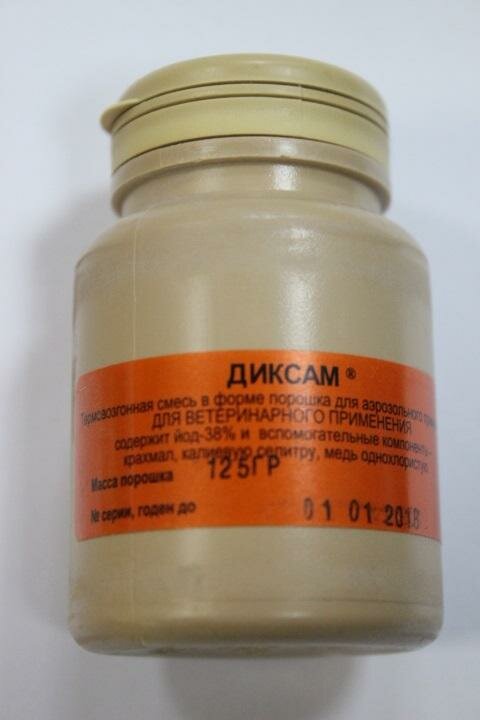 ДИКСАМ®
Термовозгонная смесь в форме порошка для аэрозольного
ДЛЯ ВЕТЕРИНАРНОГО ПРИМЕНЕНИЯ
содержит йод-38% и вспомогательные компоненты –
крахмал, калиевую селитру, медь однохлористую
Масса порошка 125ГР
№ серии, годен до 01 01 2018